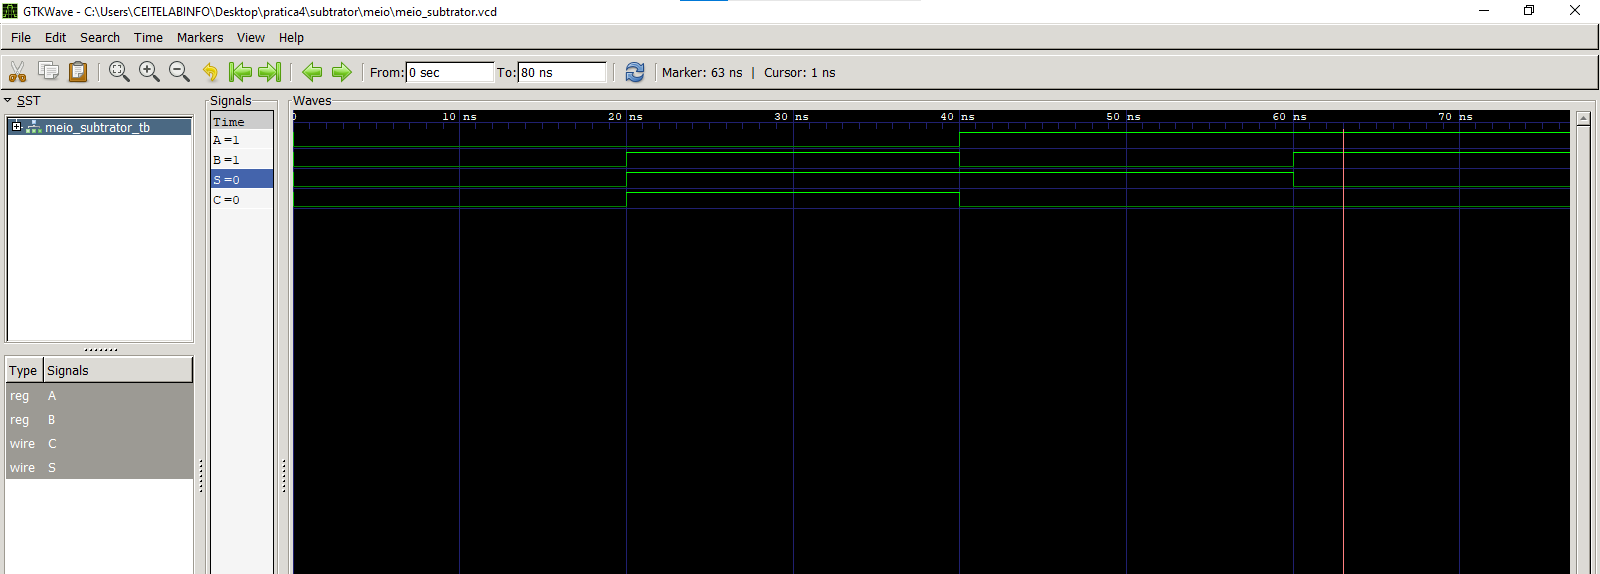 GTKWave - C:\Users\CEITELABINFO\Desktop\pratica4\subtrator\meio\meio_subtrator.vcd
File Edit Search Time Markers View Help
From: 0 sec To: 80 ns Marker: 63 ns | Cursor: 1 ns
SST
meio_subtrator_tb
Type Signals
reg A
reg B
wire C
wire S
Signals
Time
A=1
B=1
S=0
C=0
Waves
0 10 ns 20 ns 30 ns 40 ns 50 ns 60 ns 70 ns